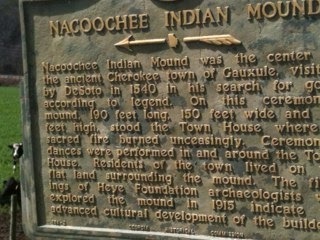 NACOOCHEE INDIAN MOUND
Nacoochee Indian Mound was the center
the ancient Cherokee town of Gauxule, visit
by DeSoto in 1540 in his search for go
according to legend. On this ceremon
mound, 190 feet long, 150 feet wide and
feet high, stood the Town House where
sacred fire burned unceasingly. Ceremon
dances were performed in and around the To
House. Residents of the town lived on
flat land surrounding the mound. The fi
ings of Heye Foundation archaeologists
explored the mound in 1915 indicate
advanced cultural development of the builde
GEORGIA HISTORICAL COMMISSION